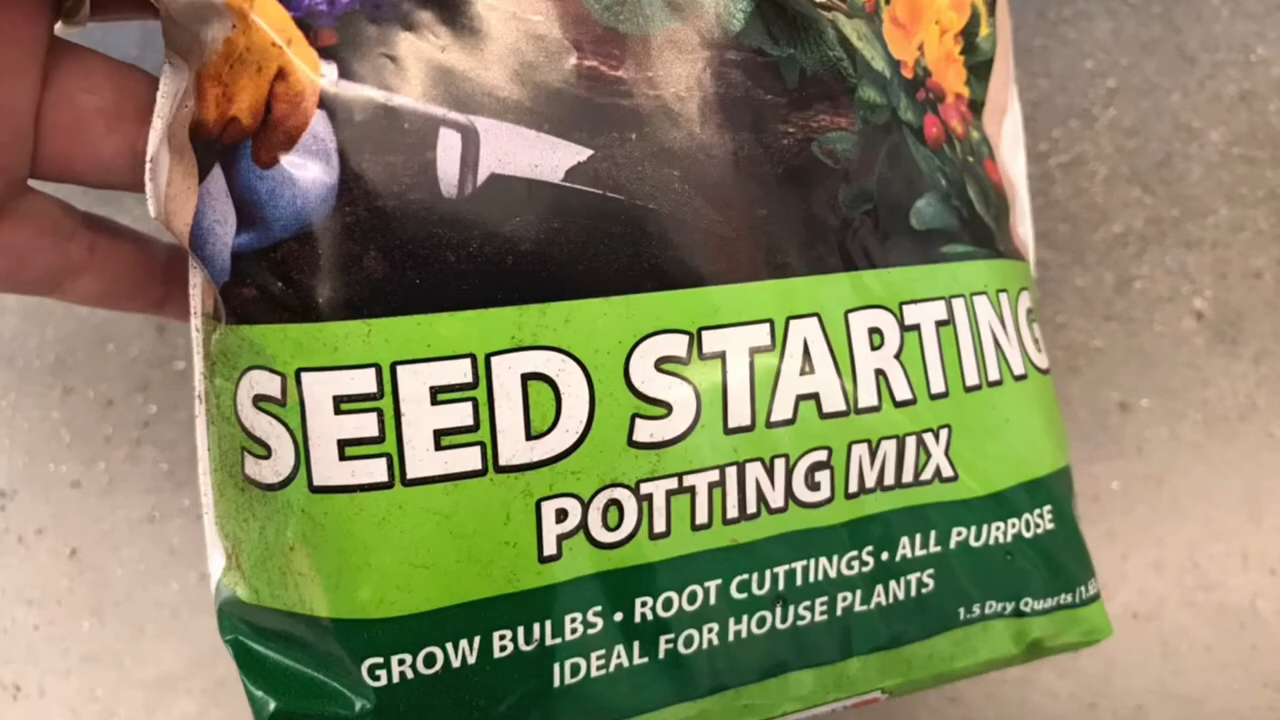 SEED STARTING
POTTING MIX
GROW BULBS • ROOT CUTTINGS • ALL PURPOSE
IDEAL FOR HOUSE PLANTS
1.5 Dry Quarts